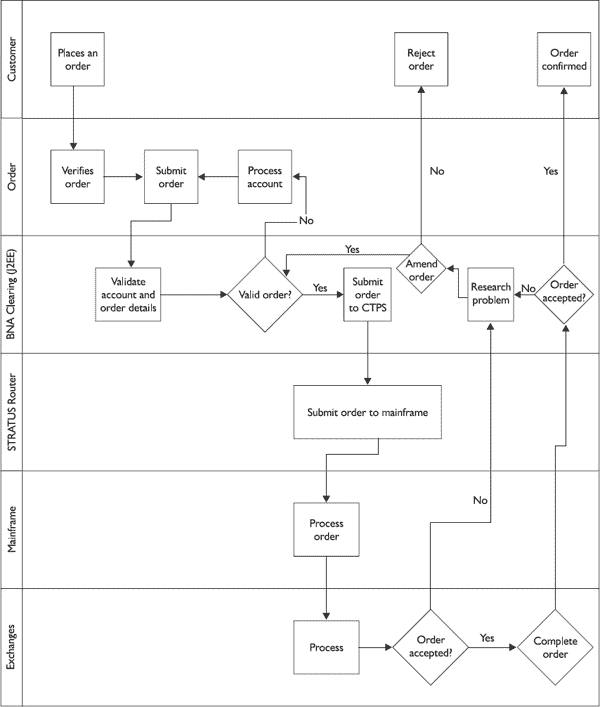 Customer
Places an
order
Reject
order
Order
confirmed
Order
Verifies
order
Submit
order
Process
account
No
No
Yes
BNA Clearing (J2EE)
Validate
account and
order details
Valid order?
Yes
Yes
Submit
order
to CTPS
Amend
order
Research
problem
No
Order
accepted?
STRATUS Router
Submit order to mainframe
Mainframe
Process
order
No
Exchanges
Process
Order
accepted?
Yes
Complete
order